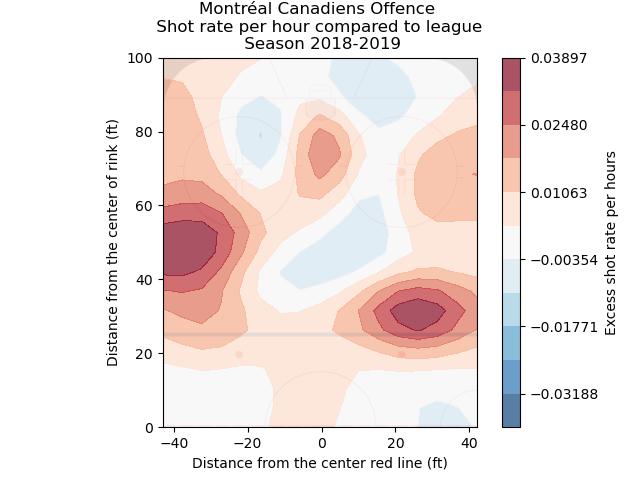 Montréal Canadiens Offence
Shot rate per hour compared to league
Season 2018-2019
100
80
60
40
20
0
Distance from the center of rink (ft)
−40
−20
0
20
40
Distance from the center red line (ft)
0.03897
0.02480
0.01063
−0.00354
−0.01771
−0.03188
Excess shot rate per hours